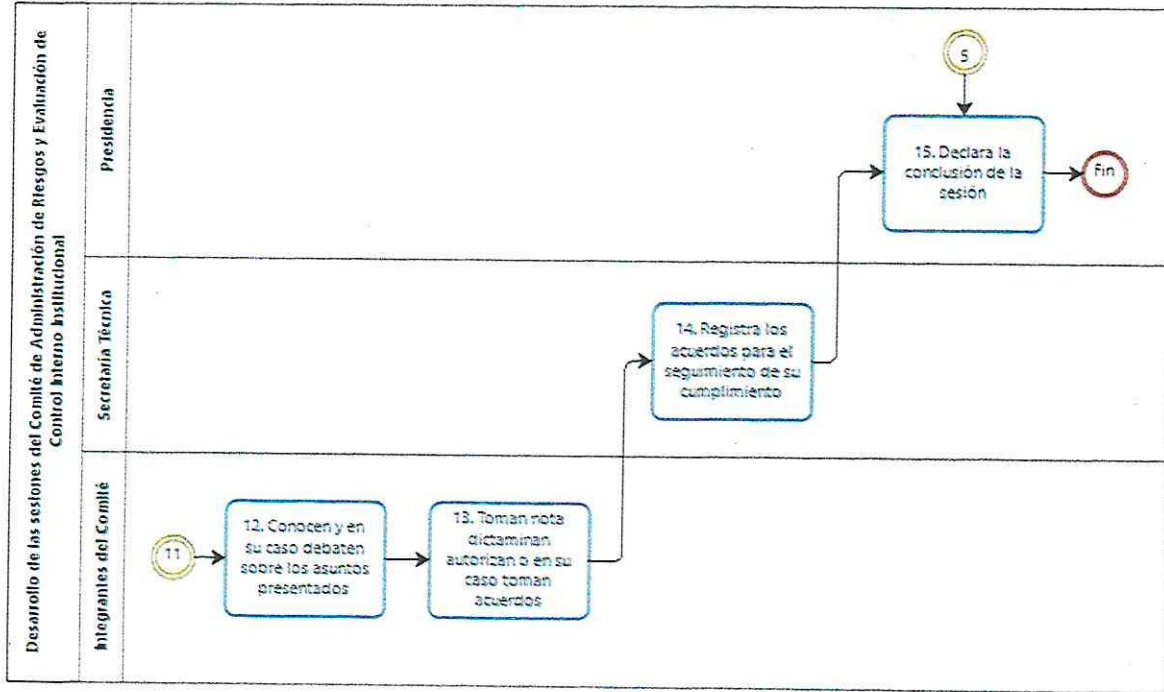 Desarrollo de las sesiones del Comité de Administración de Riesgos y Evaluación de
Control Interno Institucional
Presidencia
5
15. Declara la
conclusión de la
sesión
Fin
Secretaría Técnica
14. Registra los
acuerdos para el
seguimiento de su
cumplimiento
Integrantes del Comité
11
12. Conocen y en
su caso debaten
sobre los asuntos
presentados
13. Toman nota
dictaminan
autorizan o en su
caso toman
acuerdos